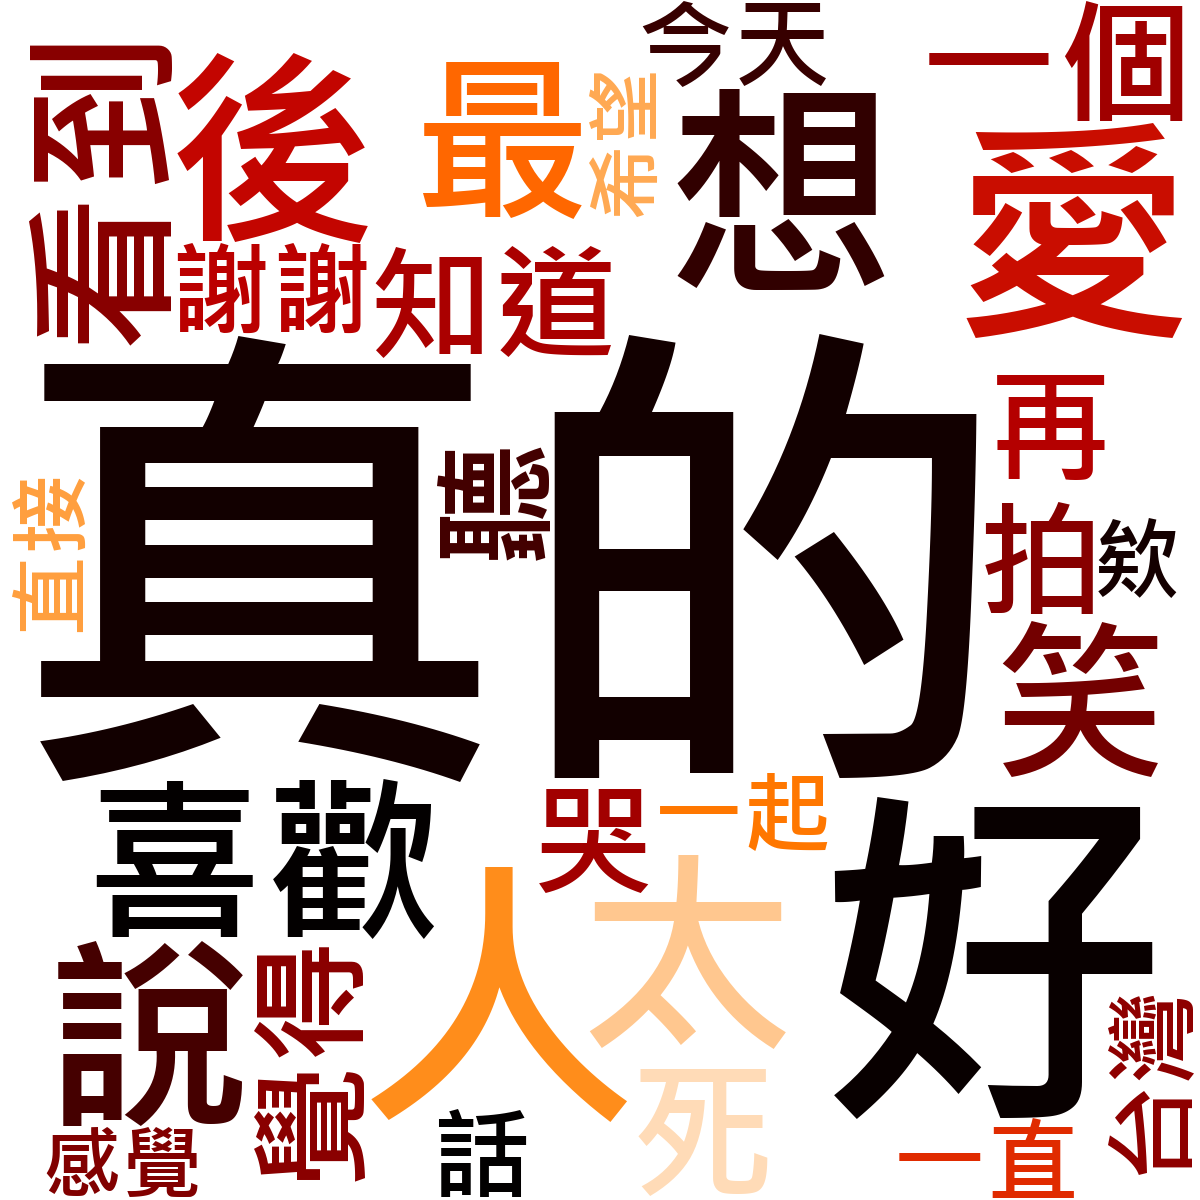 今天
一個
看到
後
最
希望
想
愛
謝謝
知道
真的
再
聽
直接
拍
欸
笑
喜歡
哭
一起
好
人
太
說
覺得
死
台灣
感覺
話
一直